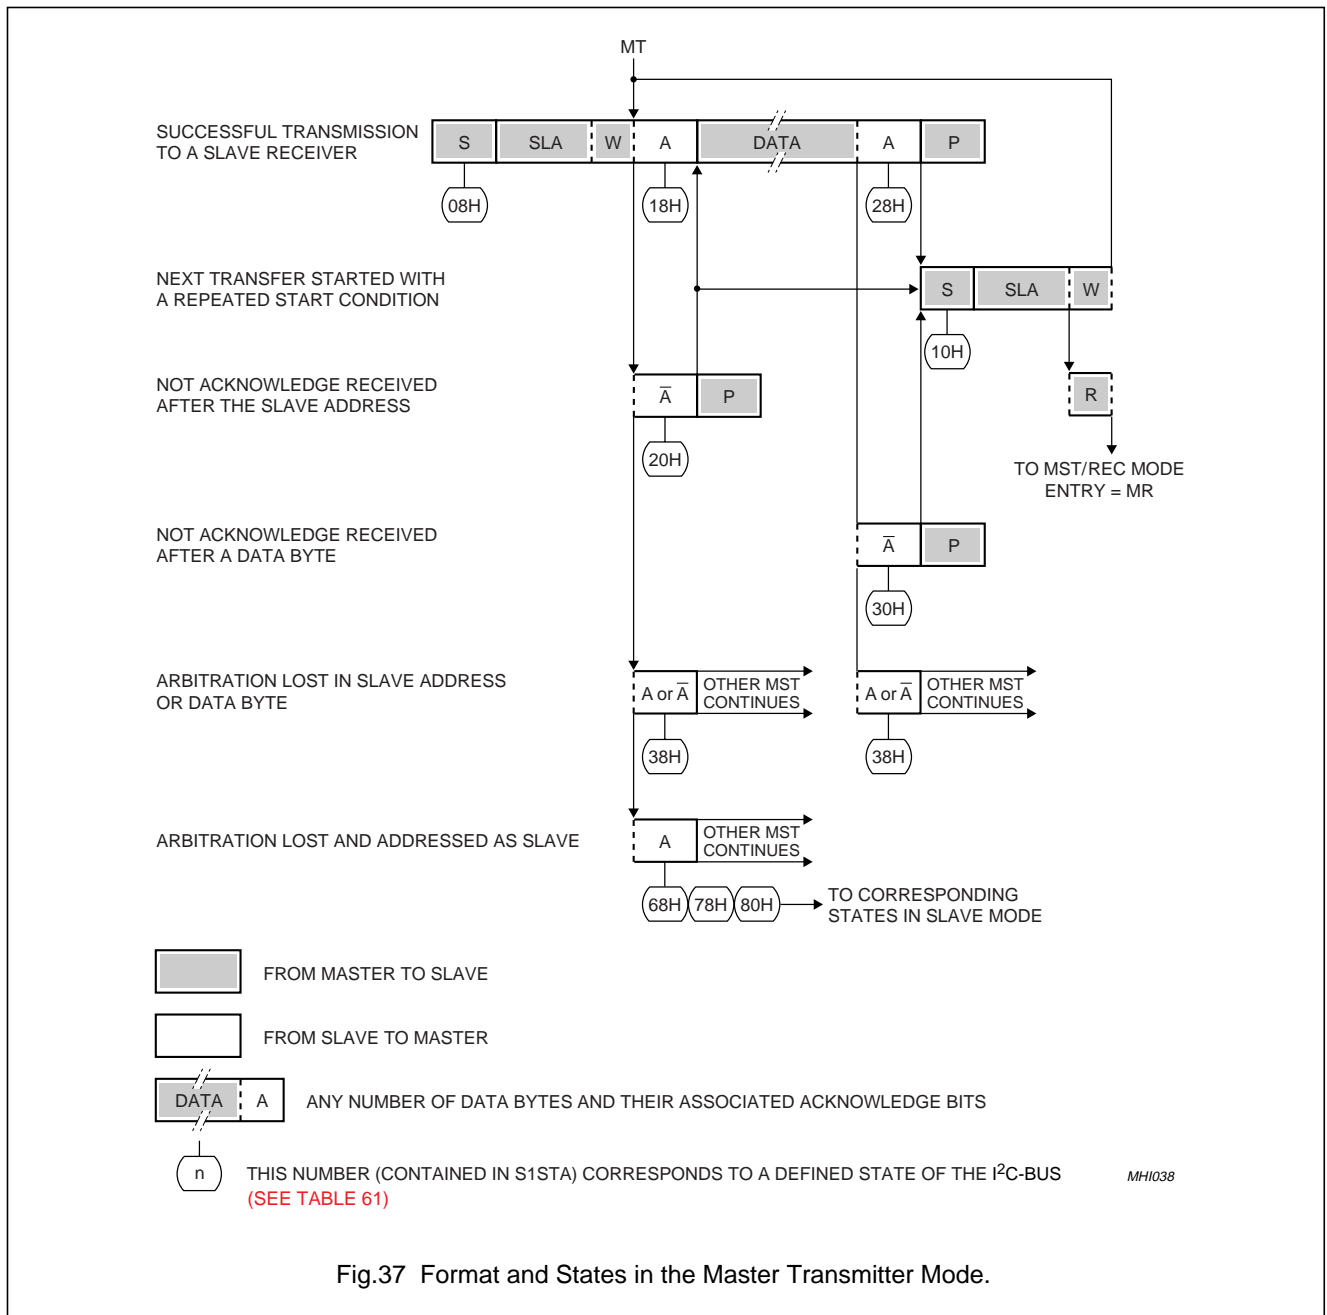 MT
SUCCESSFUL TRANSMISSION
TO A SLAVE RECEIVER
S SLA W A DATA A P
08H 18H 28H
NEXT TRANSFER STARTED WITH
A REPEATED START CONDITION
S SLA W
10H
NOT ACKNOWLEDGE RECEIVED
AFTER THE SLAVE ADDRESS
A̅ P
R
20H
TO MST/REC MODE
ENTRY = MR
NOT ACKNOWLEDGE RECEIVED
AFTER A DATA BYTE
A̅ P
30H
ARBITRATION LOST IN SLAVE ADDRESS
OR DATA BYTE
A or A̅
OTHER MST
CONTINUES
A or A̅
OTHER MST
CONTINUES
38H 38H
ARBITRATION LOST AND ADDRESSED AS SLAVE
A
OTHER MST
CONTINUES
68H 78H 80H
TO CORRESPONDING
STATES IN SLAVE MODE
FROM MASTER TO SLAVE
FROM SLAVE TO MASTER
DATA A ANY NUMBER OF DATA BYTES AND THEIR ASSOCIATED ACKNOWLEDGE BITS
n THIS NUMBER (CONTAINED IN S1STA) CORRESPONDS TO A DEFINED STATE OF THE I²C-BUS
(SEE TABLE 61)
MHI038
Fig.37 Format and States in the Master Transmitter Mode.